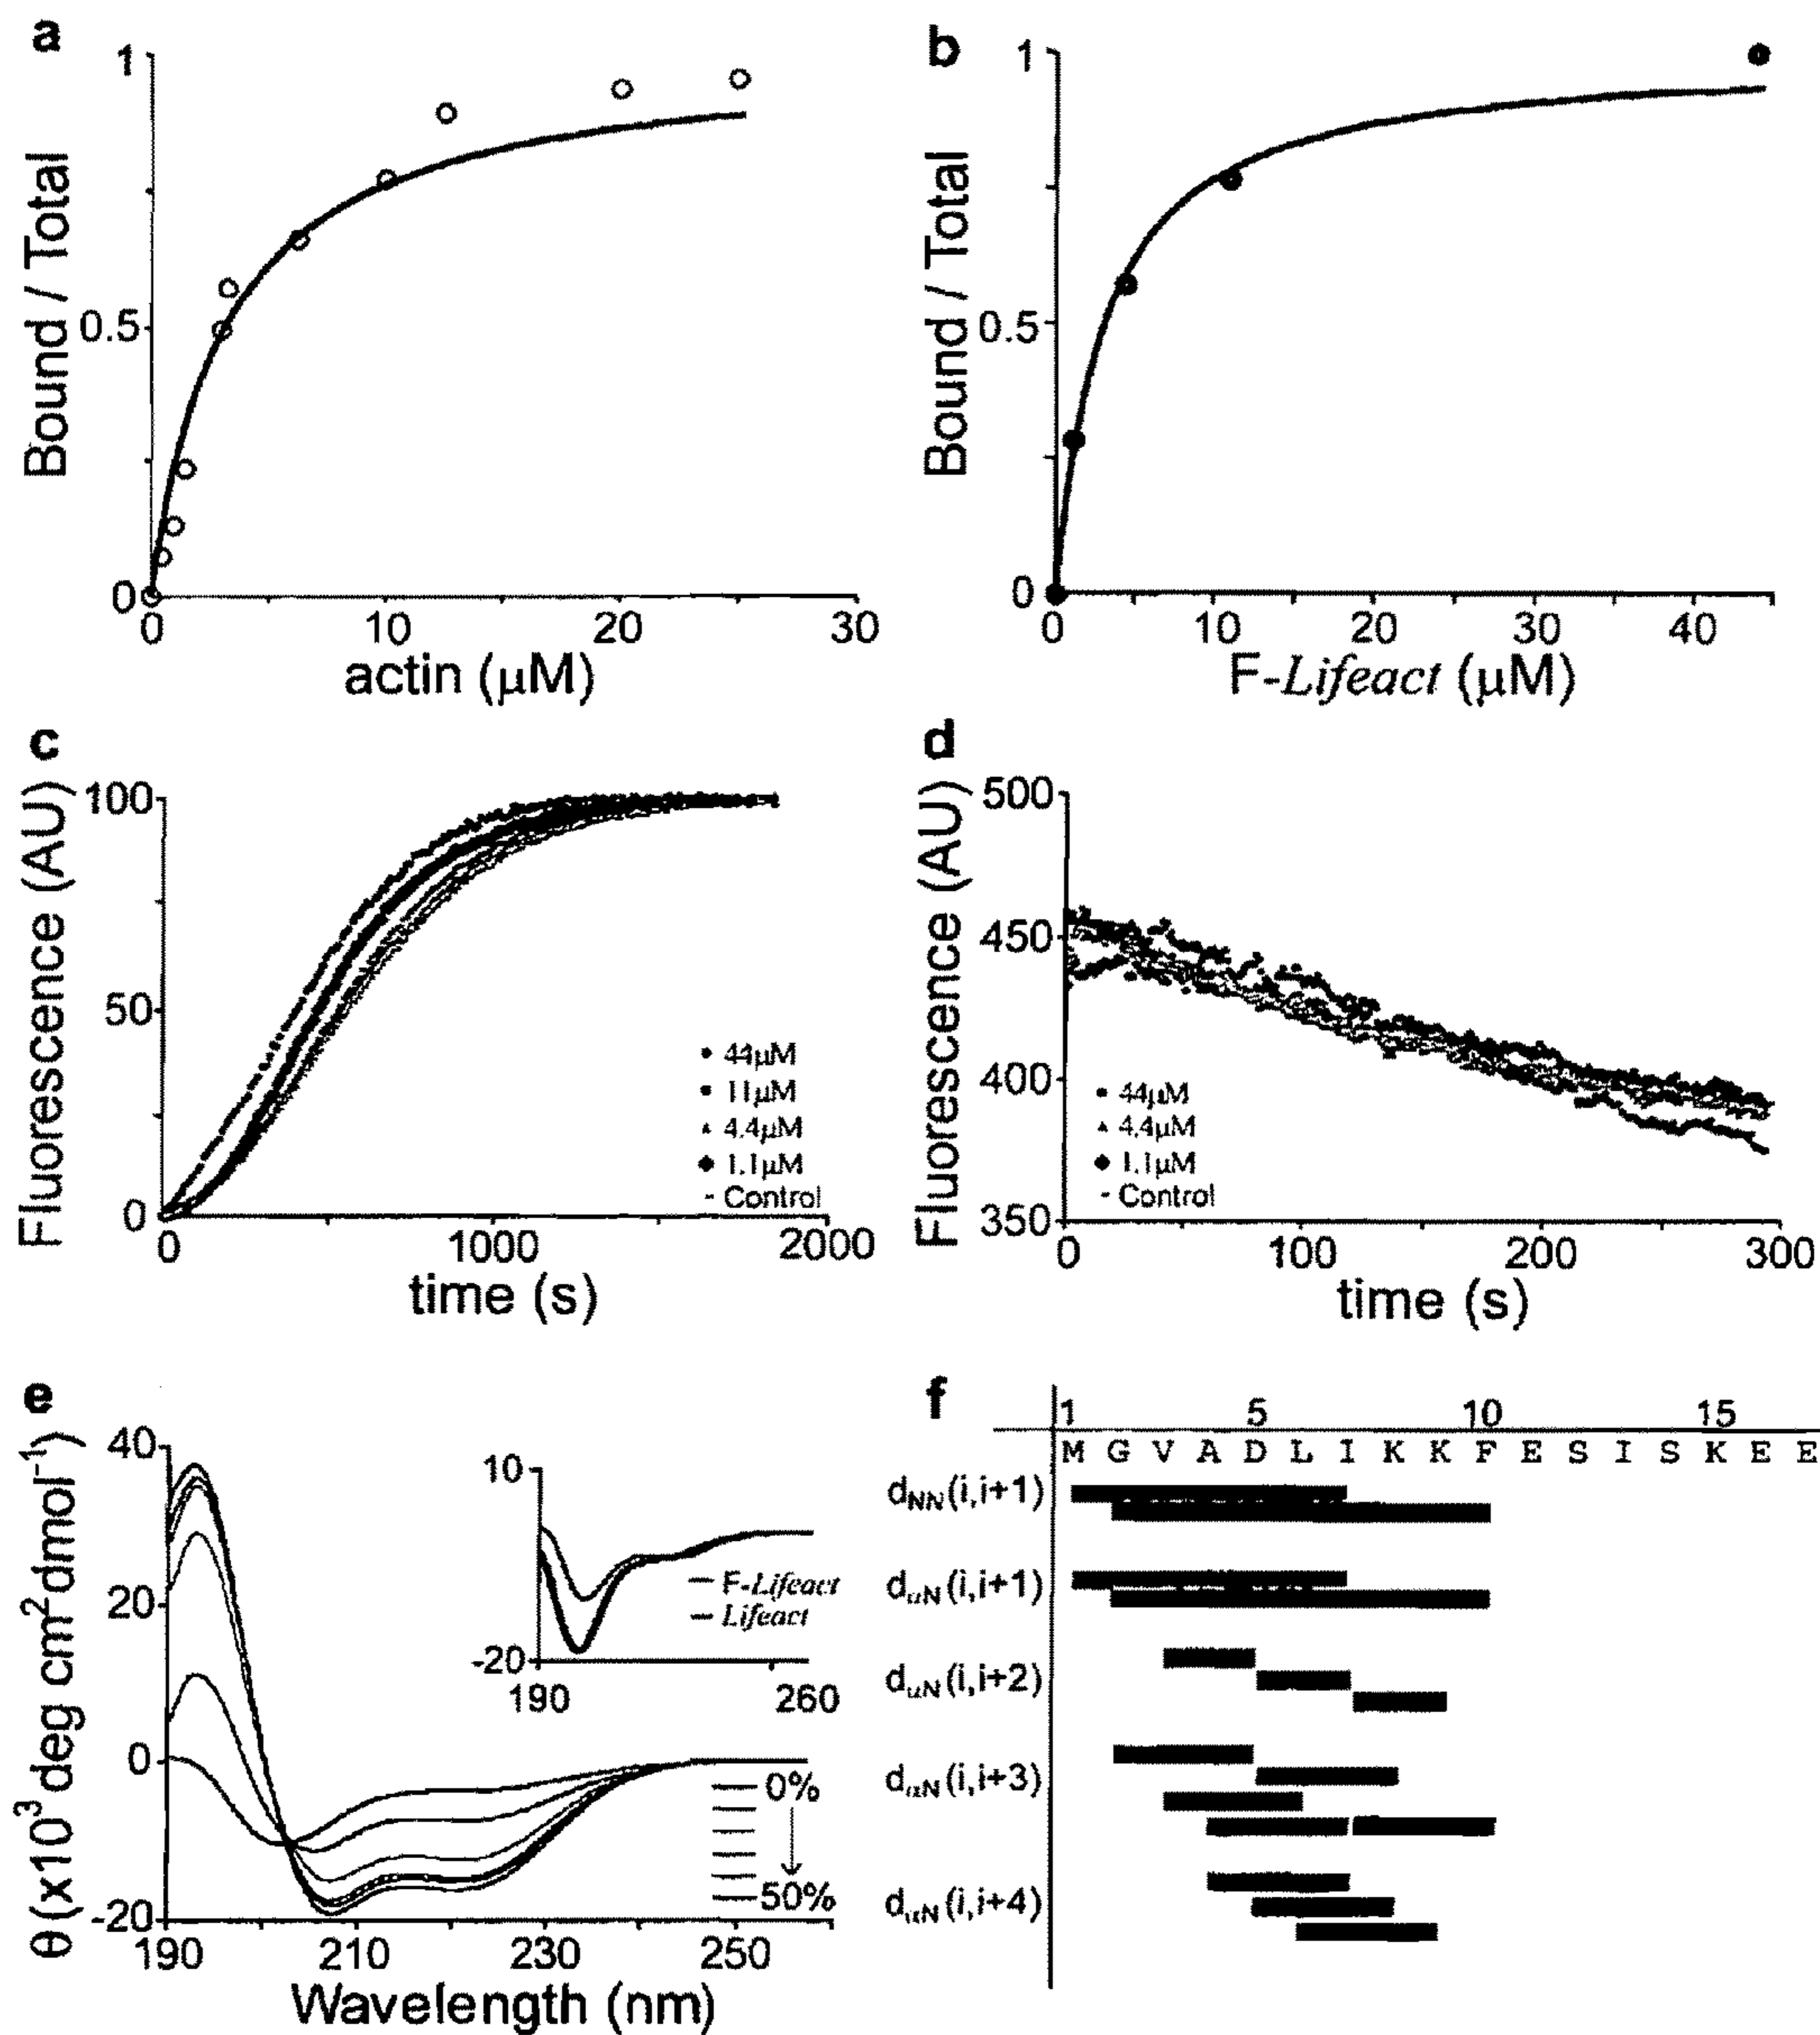 a
1
0.5
0
Bound / Total
0
10
20
30
actin (μM)
b
1
0.5
0
Bound / Total
0
10
20
30
40
F-Lifeact (μM)
c
100
50
0
Fluorescence (AU)
44μM
11μM
4.4μM
1.1μM
Control
0
1000
2000
time (s)
d
500
450
400
350
Fluorescence (AU)
44μM
4.4μM
1.1μM
Control
0
100
200
300
time (s)
e
40
20
0
-20
θ (x10³ deg cm² dmol⁻¹)
10
-20
190
260
F-Lifeact
Lifeact
0%
50%
190
210
230
250
Wavelength (nm)
f
1 5 10 15
M G V A D L I K K F E S I S K E E
dNN(i,i+1)
dαN(i,i+1)
dαN(i,i+2)
dαN(i,i+3)
dαN(i,i+4)